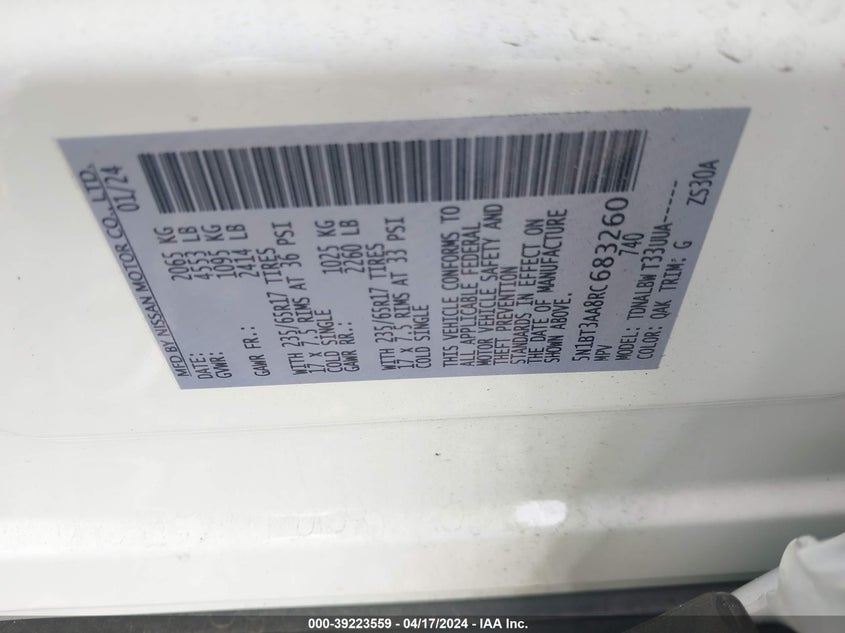 MFD BY NISSAN MOTOR CO., LTD.
DATE: 01/24
GVWR: 2065 KG
4553 LB
GAWR FR.: 1095 KG
2414 LB
WITH 235/65R17 TIRES
17 x 7.5 RIMS AT 36 PSI
COLD SINGLE
GAWR RR.: 1025 KG
2260 LB
WITH 235/65R17 TIRES
17 x 7.5 RIMS AT 33 PSI
COLD SINGLE
THIS VEHICLE CONFORMS TO
ALL APPLICABLE FEDERAL
MOTOR VEHICLE SAFETY AND
THEFT PREVENTION
STANDARDS IN EFFECT ON
THE DATE OF MANUFACTURE
SHOWN ABOVE.
5N1BT3AA8RC683260
MPV 740
MODEL: TDNALBW T33UUA------
COLOR: QAK TRIM: G ZS30A
000-39223559 - 04/17/2024 - IAA Inc.